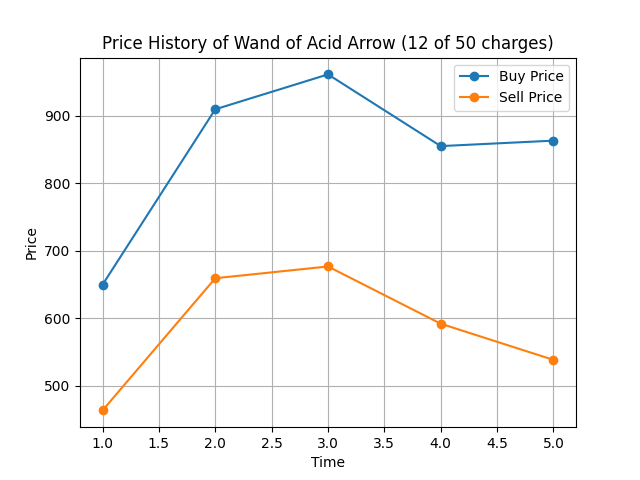 Price History of Wand of Acid Arrow (12 of 50 charges)
Buy Price
Sell Price
900
800
700
600
500
Price
1.0 1.5 2.0 2.5 3.0 3.5 4.0 4.5 5.0
Time